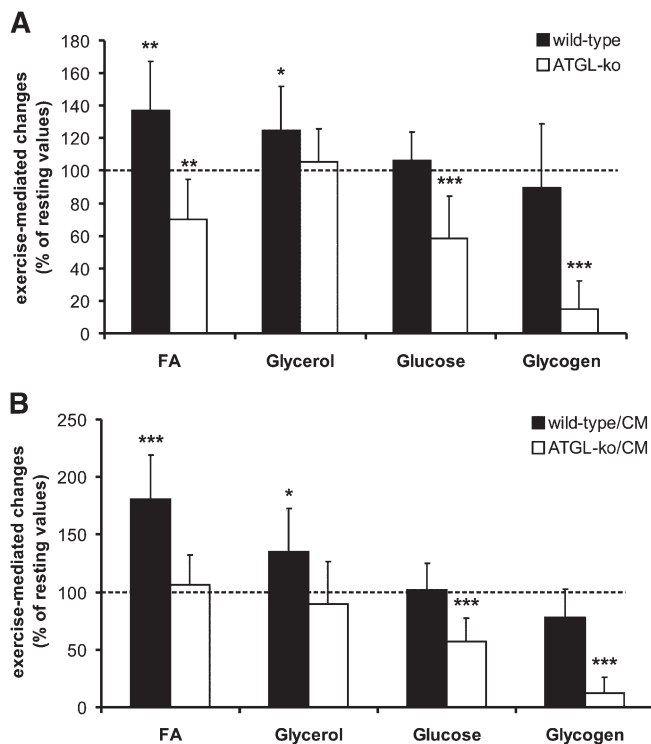 A
exercise-mediated changes
(% of resting values)
180
160
140
120
100
80
60
40
20
0
**
**
*
***
***
wild-type
ATGL-ko
FA Glycerol Glucose Glycogen
B
exercise-mediated changes
(% of resting values)
250
200
150
100
50
0
***
*
***
***
wild-type/CM
ATGL-ko/CM
FA Glycerol Glucose Glycogen